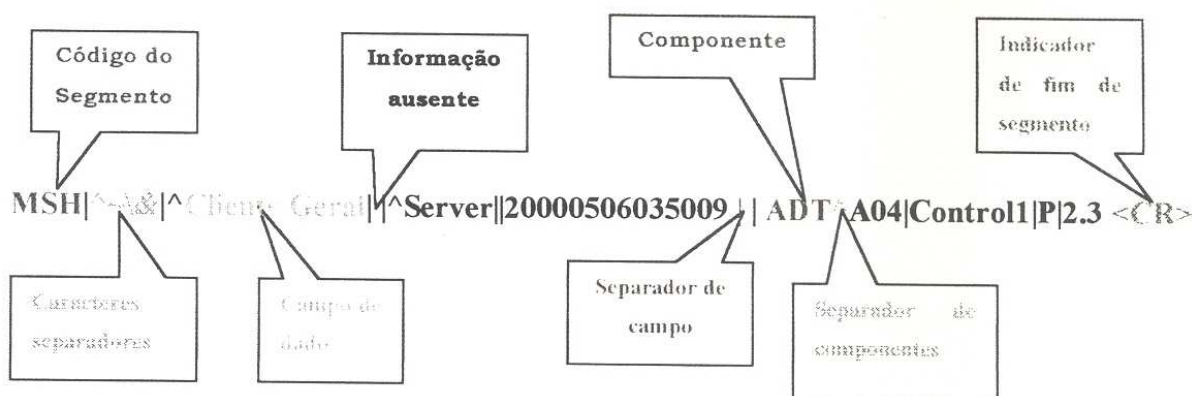 Código do
Segmento
Informação
ausente
Componente
Indicador
de fim de
segmento
MSH|^~\&|^Cliente Geral||^Server||20000506035009||ADT^A04|Control1|P|2.3 <CR>
Caracteres
separadores
Campo de
dado
Separador de
campo
Separador de
componentes